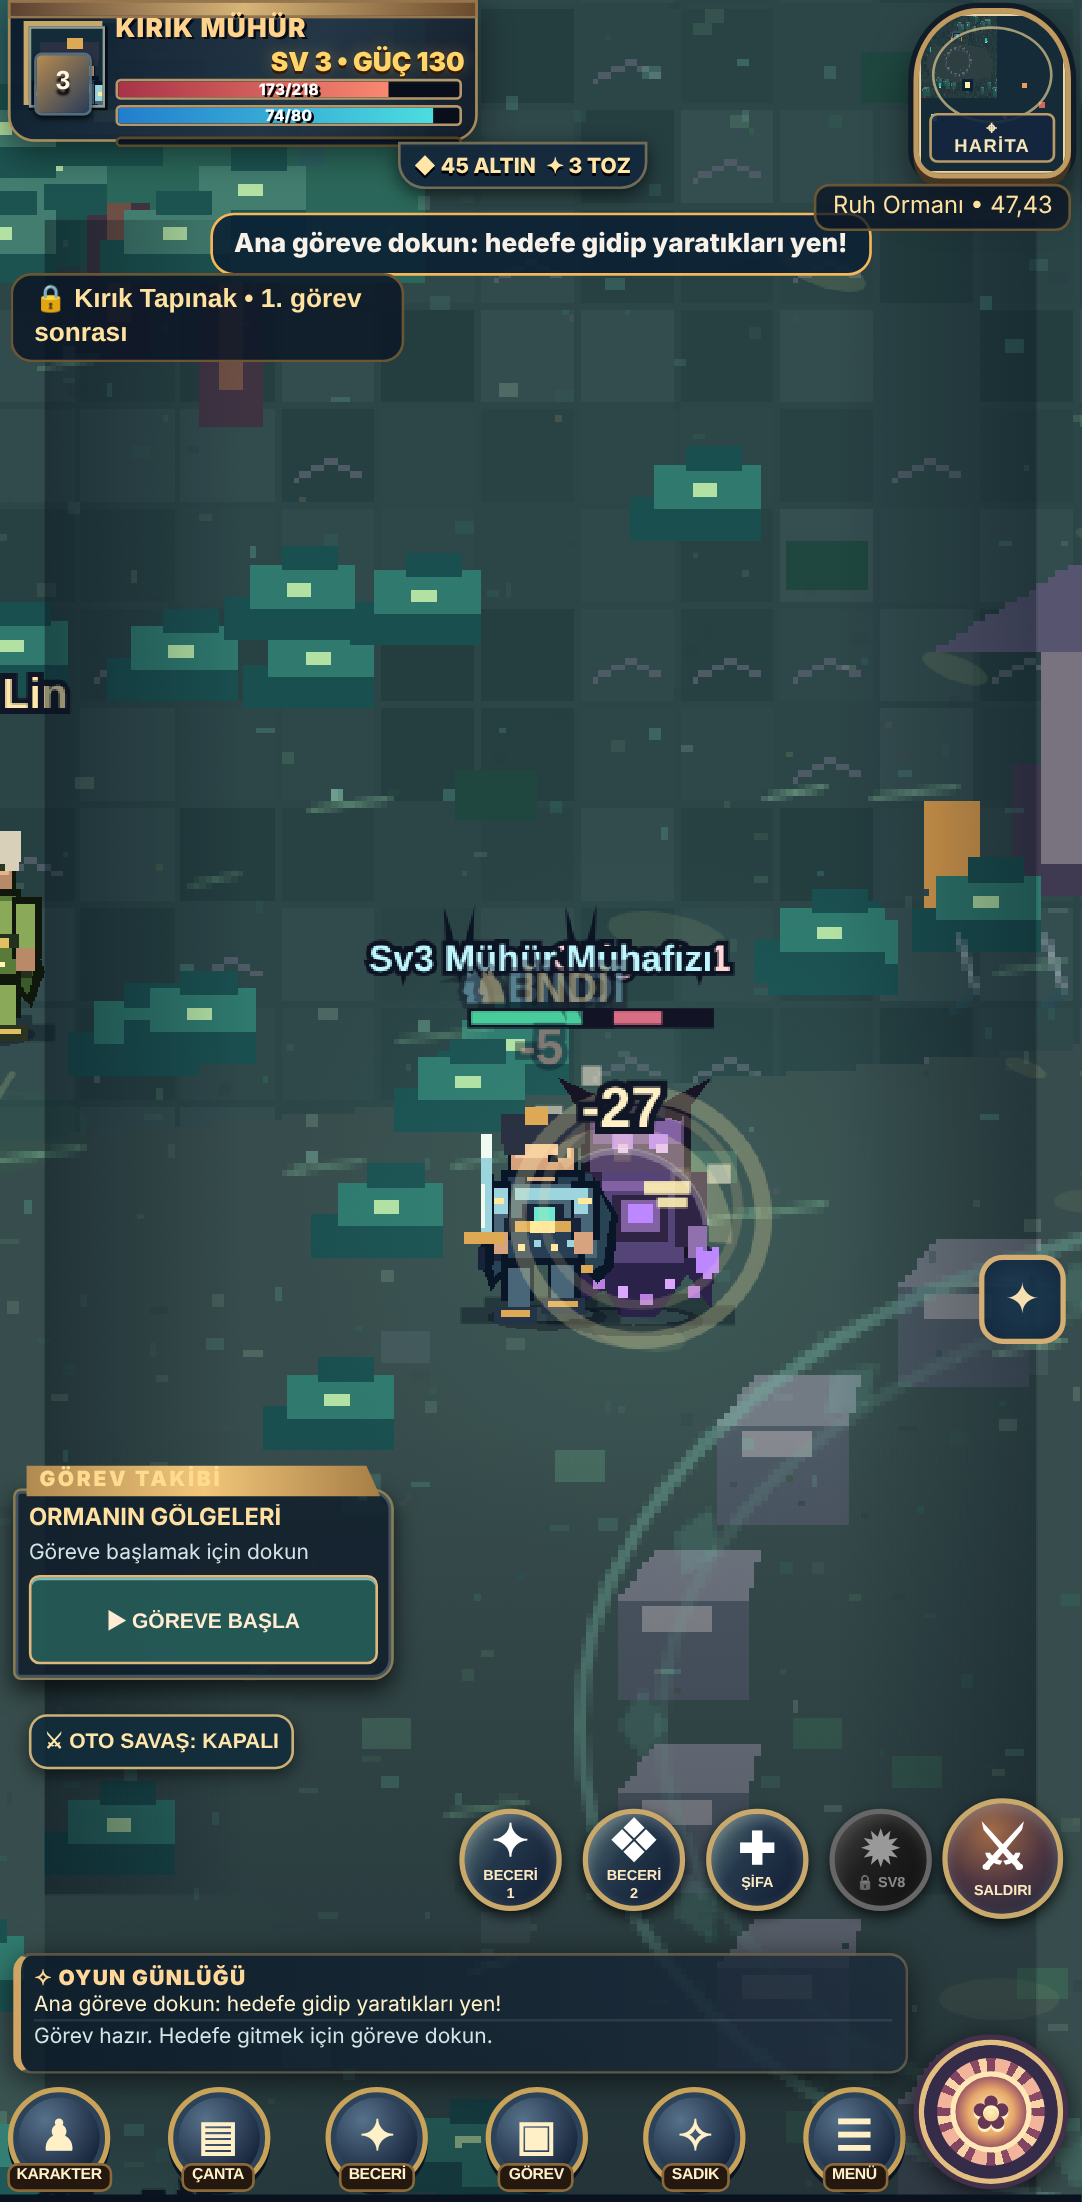 KIRIK MÜHÜR
SV 3 • GÜÇ 130
3
173/218
74/80
◆ 45 ALTIN ✦ 3 TOZ
HARİTA
Ruh Ormanı • 47,43
Ana göreve dokun: hedefe gidip yaratıkları yen!
🔒 Kırık Tapınak • 1. görev
sonrası
Lin
Sv3 Mühür Muhafızı
BNDİ
-5
-27
GÖREV TAKİBİ
ORMANIN GÖLGELERİ
Göreve başlamak için dokun
▶ GÖREVE BAŞLA
⚔ OTO SAVAŞ: KAPALI
BECERİ
1
BECERİ
2
ŞİFA
🔒 SV8
SALDIRI
✧ OYUN GÜNLÜĞÜ
Ana göreve dokun: hedefe gidip yaratıkları yen!
Görev hazır. Hedefe gitmek için göreve dokun.
KARAKTER
ÇANTA
BECERİ
GÖREV
SADIK
MENÜ